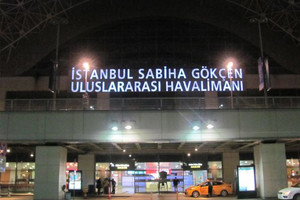 İSTANBUL SABİHA GÖKÇEN
ULUSLARARASI HAVALİMANI